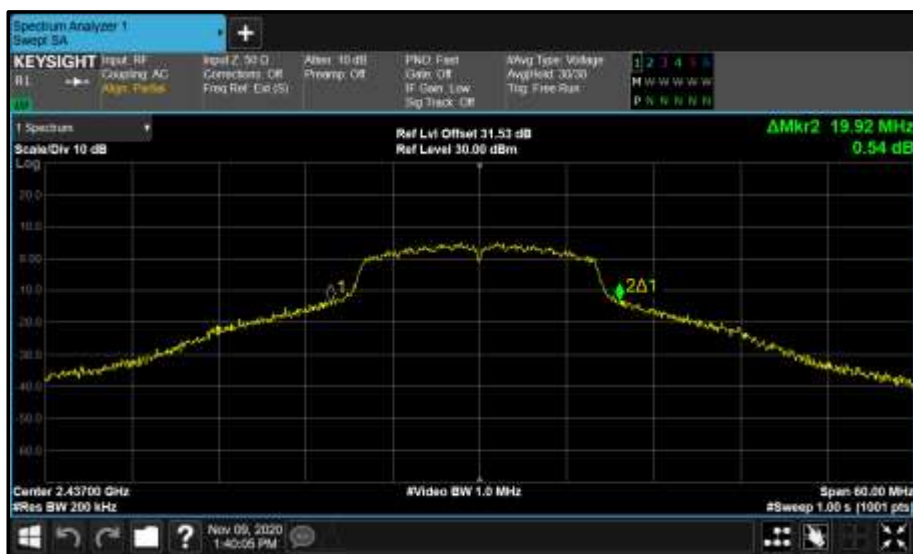 Spectrum Analyzer 1
Swept SA
+
KEYSIGHT Input: RF Input Z: 50 Ω Atten: 10 dB PNO: Fast #Avg Type: Voltage 1 2 3 4 5 6
R L Coupling: AC Corrections: Off Preamp: Off Gate: Off Avg|Hold: 30/30 M W W W W W
Align: Partial Freq Ref: Ext (S) IF Gain: Low Trig: Free Run
Sig Track: Off P N N N N N
1 Spectrum Ref Lvl Offset 31.53 dB ΔMkr2 19.92 MHz
Scale/Div 10 dB Ref Level 30.00 dBm 0.54 dB
Log
20.0
10.0
0.00
1 2Δ1
-10.0
-20.0
-30.0
-40.0
-50.0
-60.0
Center 2.43700 GHz #Video BW 1.0 MHz Span 60.00 MHz
#Res BW 200 kHz #Sweep 1.00 s (1001 pts)
? Nov 09, 2020
1:40:05 PM